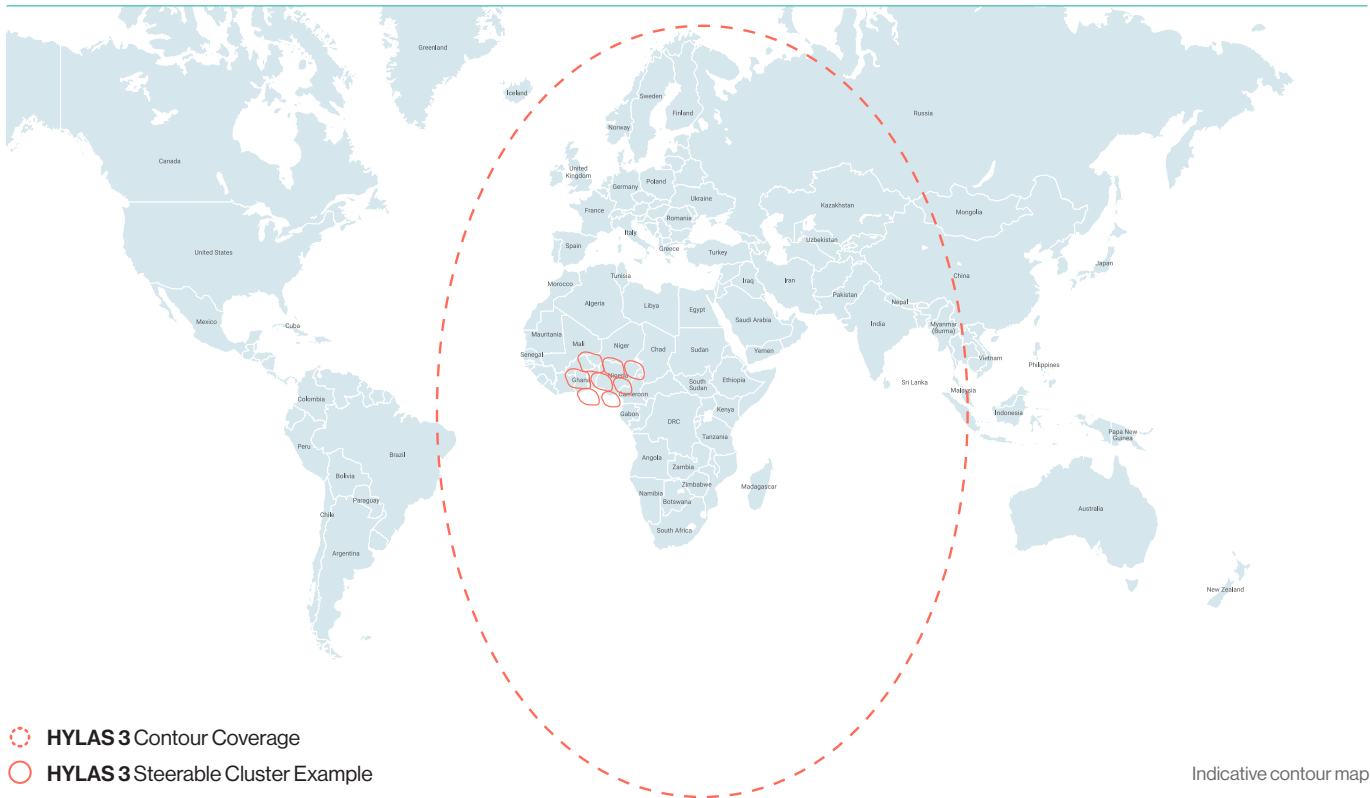 Greenland
Iceland
Sweden
Finland
Norway
Russia
Canada
United
Kingdom
Germany
Poland
Ukraine
France
Romania
Kazakhstan
Mongolia
Italy
Spain
Greece
Turkey
Uzbekistan
United States
Japan
China
Tunisia
Morocco
Iraq
Iran
Pakistan
Nepal
Algeria
Libya
Egypt
Saudi Arabia
India
Myanmar
(Burma)
Mexico
Cuba
Mauritania
Mali
Niger
Chad
Sudan
Yemen
Senegal
Vietnam
Philippines
Ghana
Nigeria
South
Sudan
Ethiopia
Sri Lanka
Malaysia
Cameroon
Colombia
Gabon
Kenya
Indonesia
DRC
Papua New
Guinea
Tanzania
Peru
Brazil
Angola
Zambia
Bolivia
Zimbabwe
Madagascar
Namibia
Botswana
Paraguay
Chile
South Africa
Australia
Argentina
New Zealand
HYLAS 3 Contour Coverage
HYLAS 3 Steerable Cluster Example
Indicative contour map